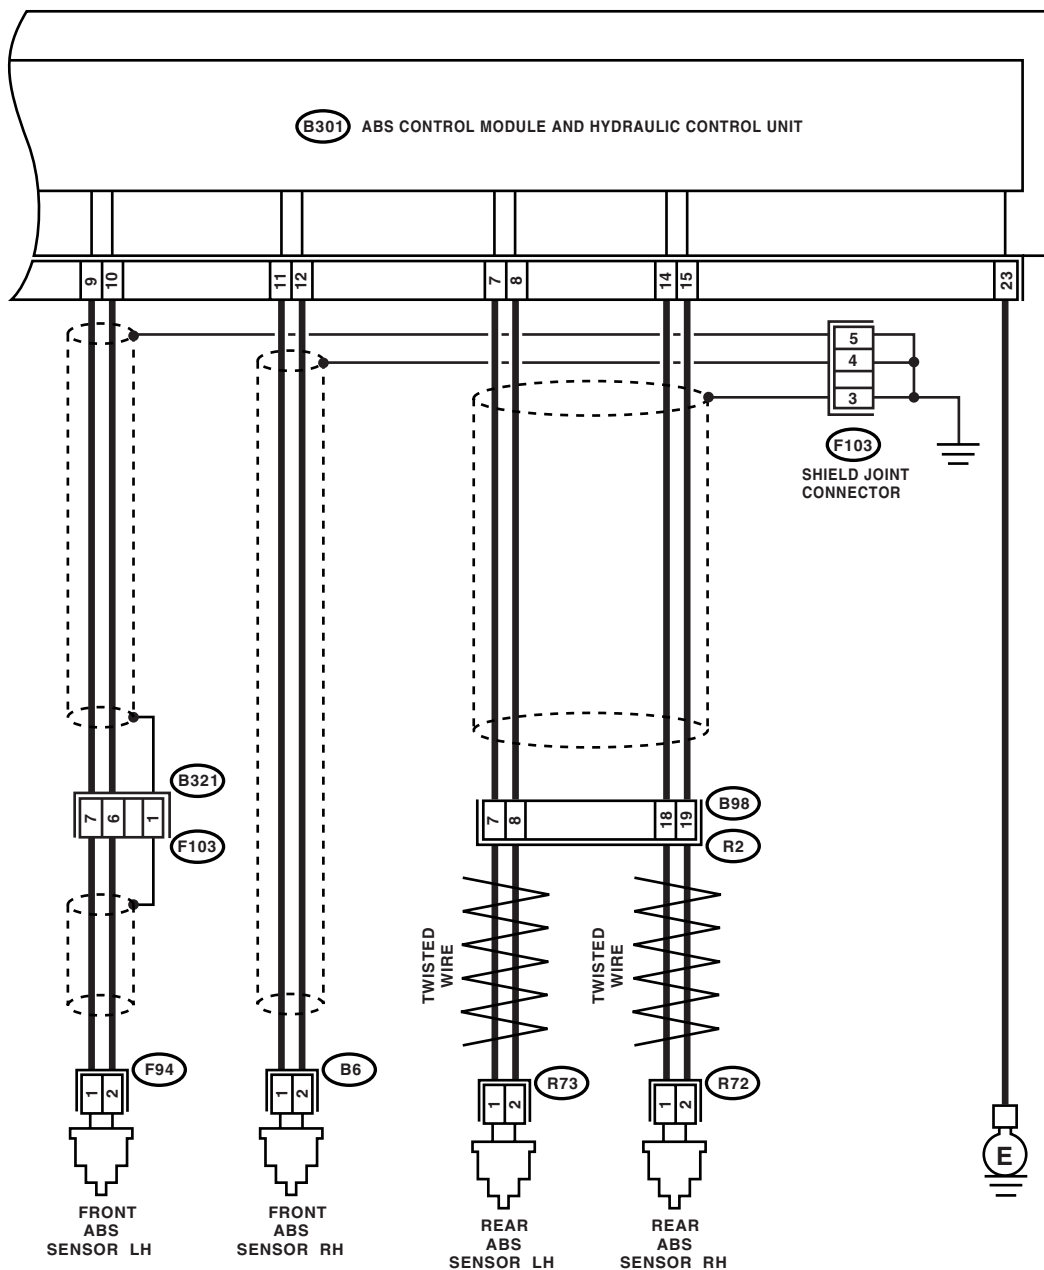 B301 ABS CONTROL MODULE AND HYDRAULIC CONTROL UNIT
9 10 11 12 7 8 14 15 23
5
4
3
F103
SHIELD JOINT
CONNECTOR
B321
7 6 1
F103
B98
7 8 18 19
R2
TWISTED
WIRE
TWISTED
WIRE
F94
1 2
B6
1 2
R73
1 2
R72
1 2
E
FRONT
ABS
SENSOR LH
FRONT
ABS
SENSOR RH
REAR
ABS
SENSOR LH
REAR
ABS
SENSOR RH